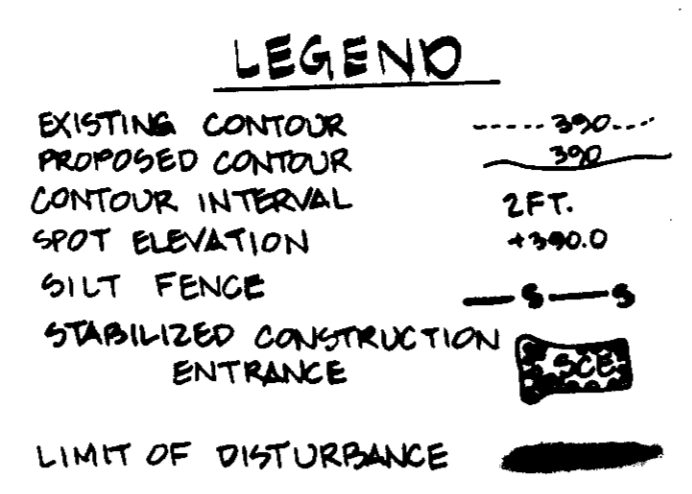 LEGEND
EXISTING CONTOUR ----- 390---
PROPOSED CONTOUR 390
CONTOUR INTERVAL 2FT.
SPOT ELEVATION +390.0
SILT FENCE —S——S
STABILIZED CONSTRUCTION
ENTRANCE SCE
LIMIT OF DISTURBANCE